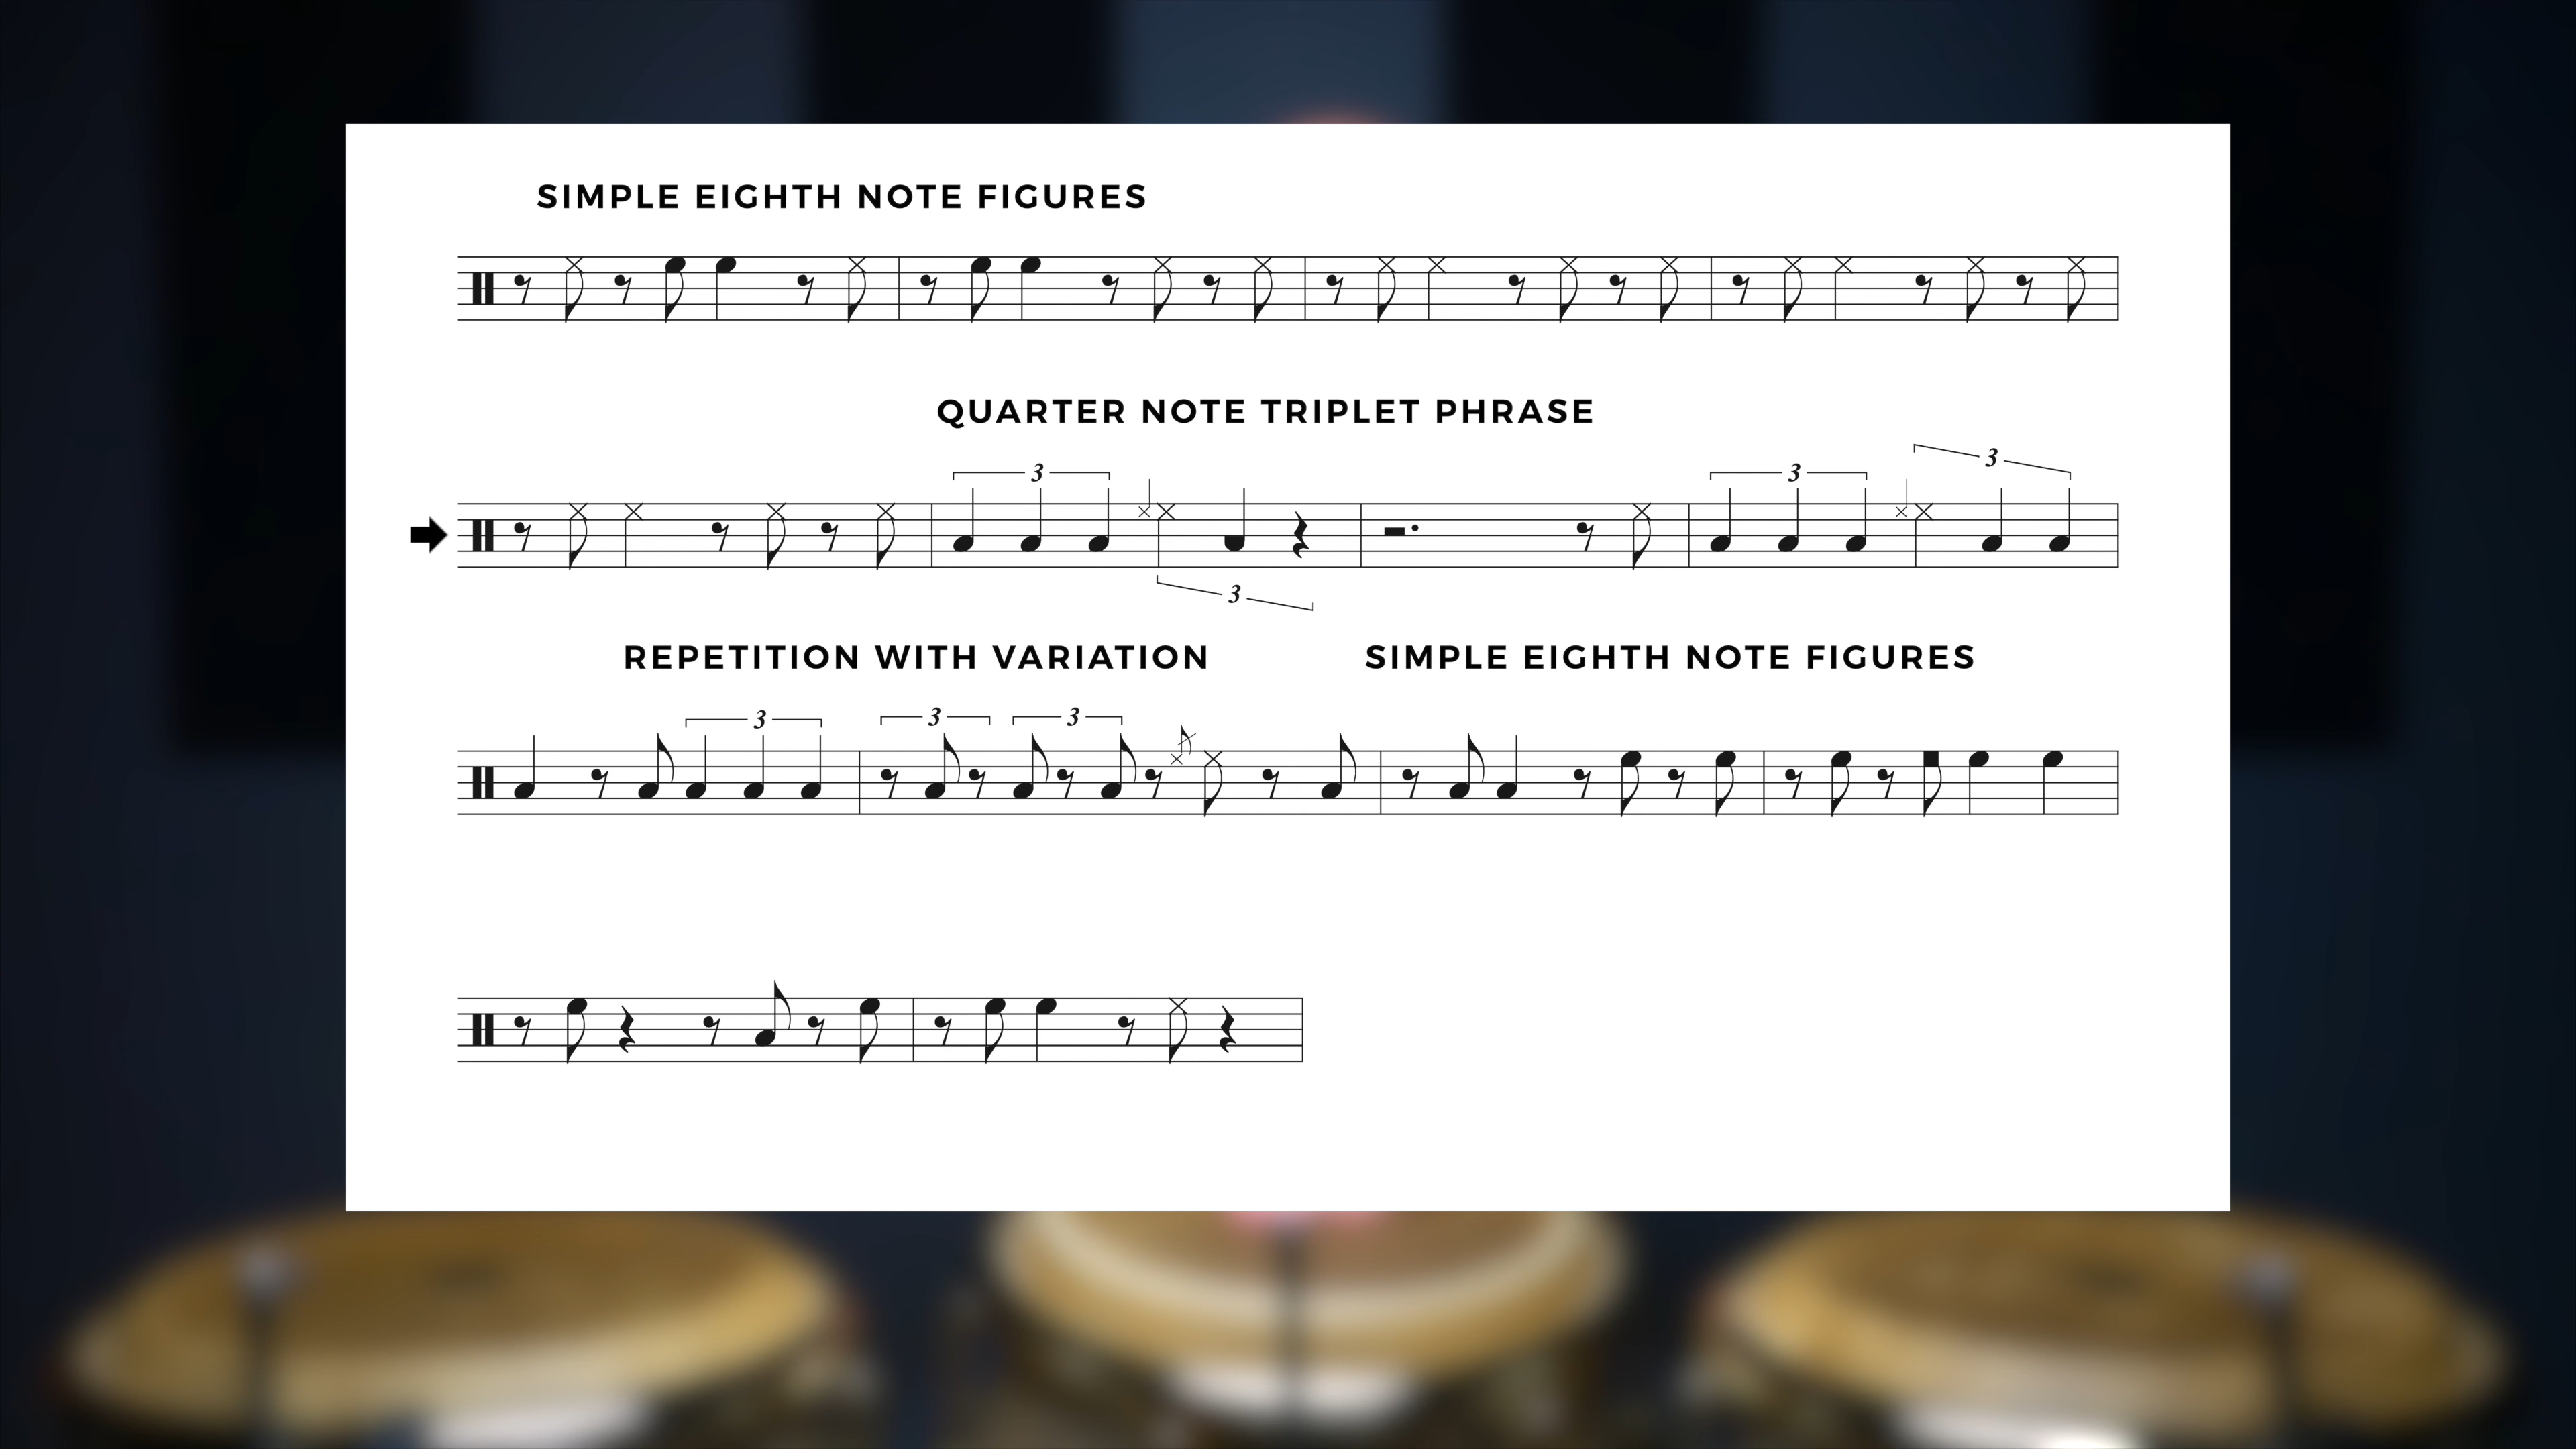 SIMPLE EIGHTH NOTE FIGURES
QUARTER NOTE TRIPLET PHRASE
3 3 3
3
REPETITION WITH VARIATION SIMPLE EIGHTH NOTE FIGURES
3 3 3